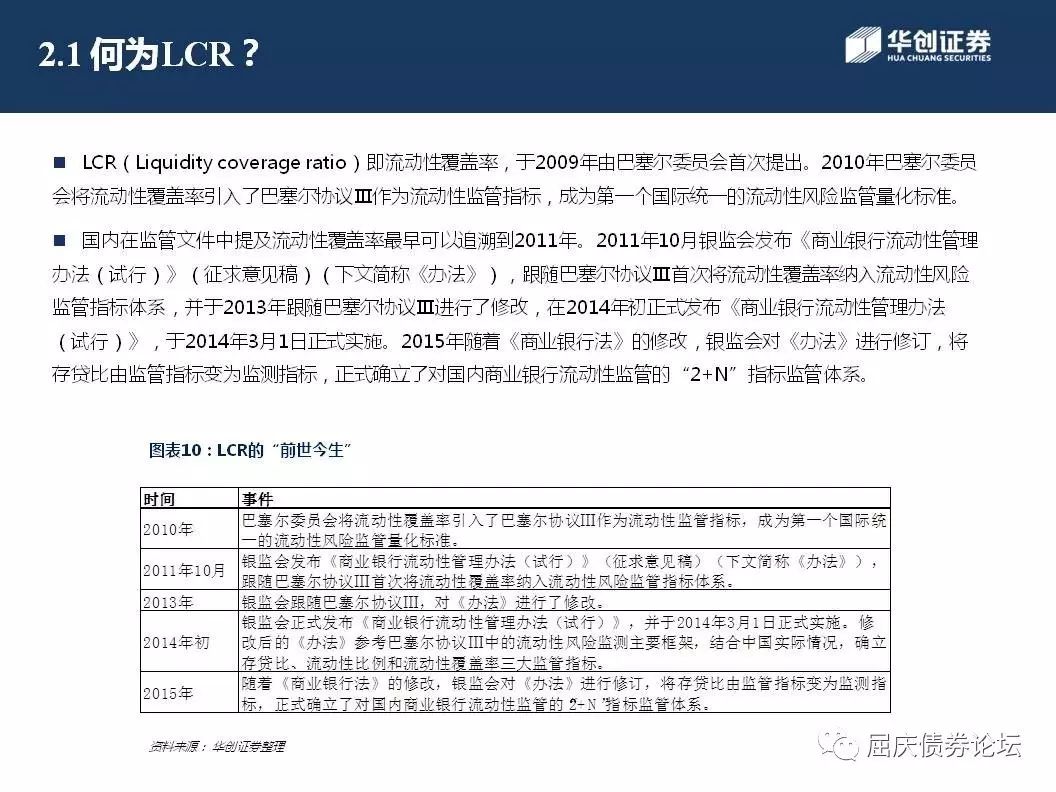 2.1 何为LCR？
华创证券
HUA CHUANG SECURITIES
■ LCR（Liquidity coverage ratio）即流动性覆盖率，于2009年由巴塞尔委员会首次提出。2010年巴塞尔委员
会将流动性覆盖率引入了巴塞尔协议Ⅲ作为流动性监管指标，成为第一个国际统一的流动性风险监管量化标准。
■ 国内在监管文件中提及流动性覆盖率最早可以追溯到2011年。2011年10月银监会发布《商业银行流动性管理
办法（试行）》（征求意见稿）（下文简称《办法》），跟随巴塞尔协议Ⅲ首次将流动性覆盖率纳入流动性风险
监管指标体系，并于2013年跟随巴塞尔协议Ⅲ进行了修改，在2014年初正式发布《商业银行流动性管理办法
（试行）》，于2014年3月1日正式实施。2015年随着《商业银行法》的修改，银监会对《办法》进行修订，将
存贷比由监管指标变为监测指标，正式确立了对国内商业银行流动性监管的“2+N”指标监管体系。
图表10：LCR的“前世今生”
时间 事件
2010年 巴塞尔委员会将流动性覆盖率引入了巴塞尔协议III作为流动性监管指标，成为第一个国际统
一的流动性风险监管量化标准。
2011年10月 银监会发布《商业银行流动性管理办法（试行）》（征求意见稿）（下文简称《办法》），
跟随巴塞尔协议III首次将流动性覆盖率纳入流动性风险监管指标体系。
2013年 银监会跟随巴塞尔协议III，对《办法》进行了修改。
2014年初 银监会正式发布《商业银行流动性管理办法（试行）》，并于2014年3月1日正式实施。修
改后的《办法》参考巴塞尔协议III中的流动性风险监测主要框架，结合中国实际情况，确立
存贷比、流动性比例和流动性覆盖率三大监管指标。
2015年 随着《商业银行法》的修改，银监会对《办法》进行修订，将存贷比由监管指标变为监测指
标，正式确立了对国内商业银行流动性监管的“2+N”指标监管体系。
资料来源：华创证券整理
屈庆债券论坛